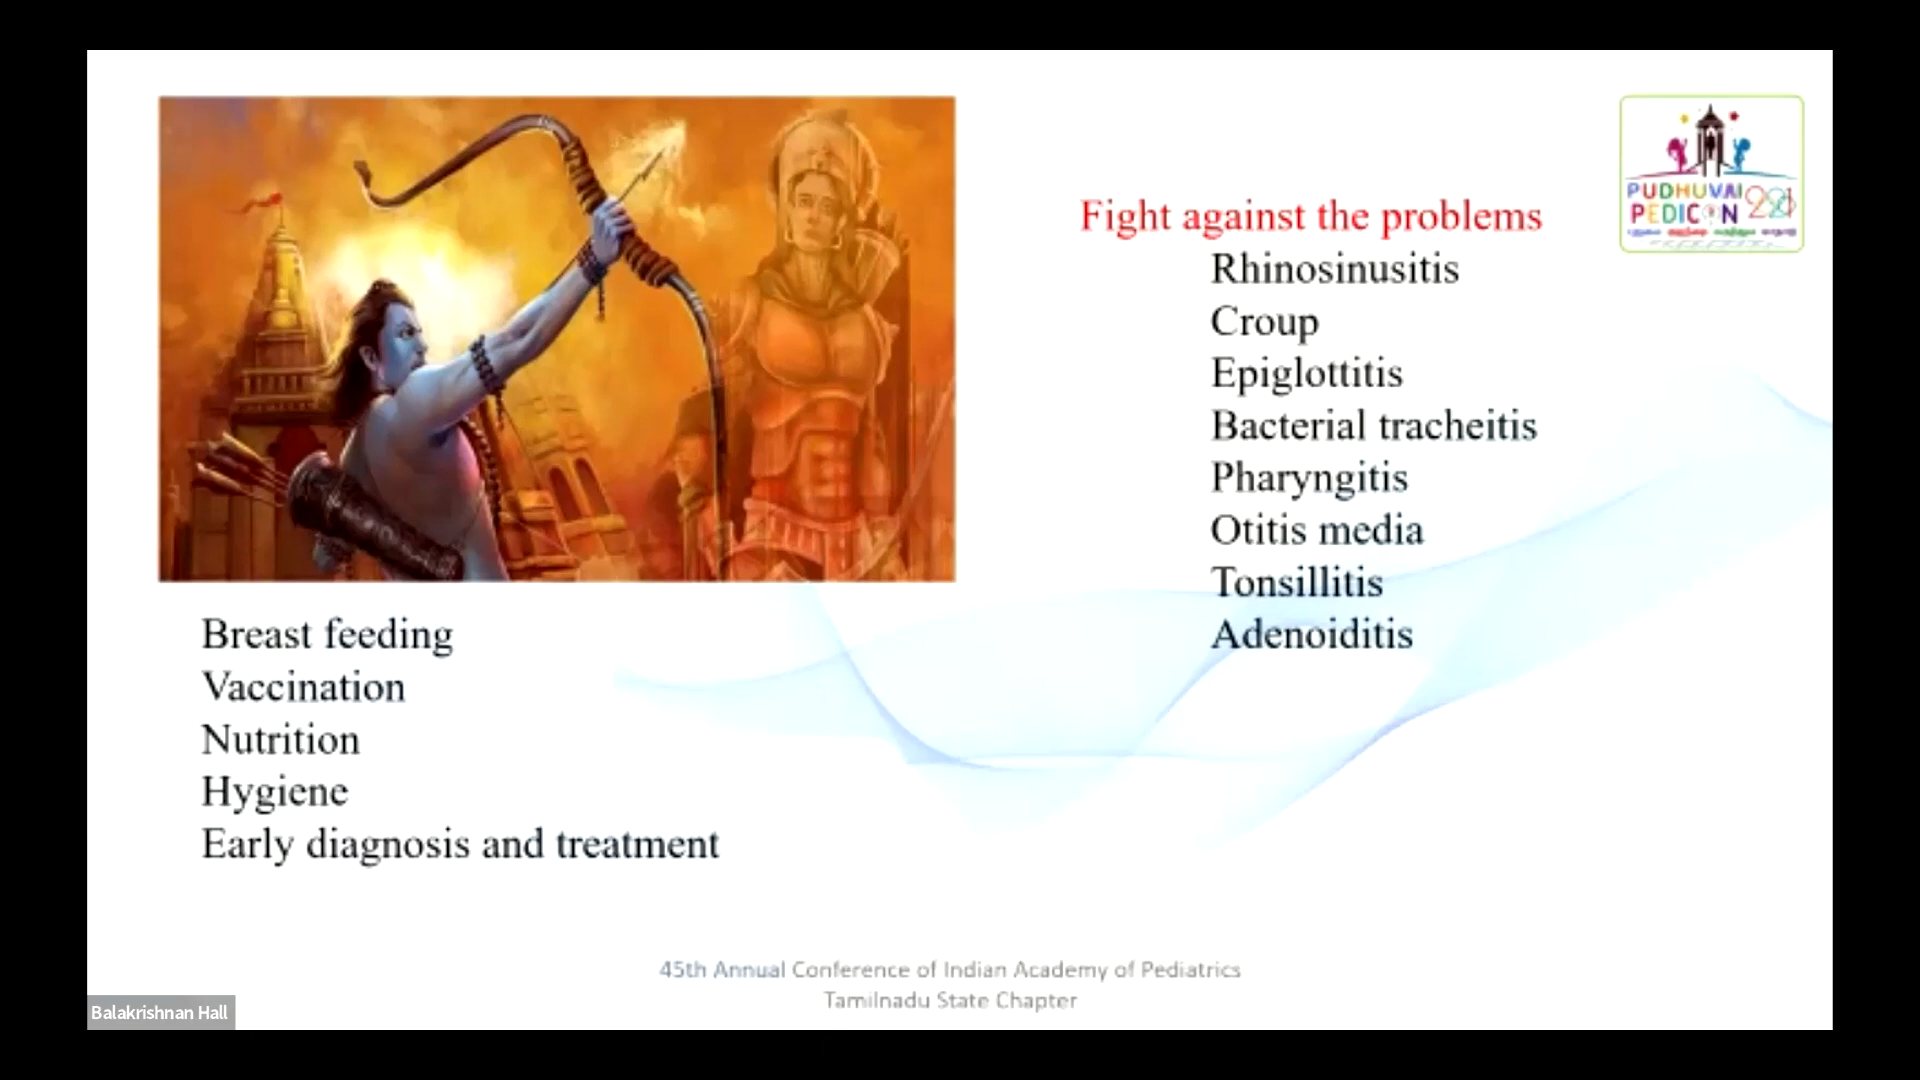 Fight against the problems
Rhinosinusitis
Croup
Epiglottitis
Bacterial tracheitis
Pharyngitis
Otitis media
Tonsillitis
Adenoiditis
Breast feeding
Vaccination
Nutrition
Hygiene
Early diagnosis and treatment
PUDHUVAI
PEDICON
45th Annual Conference of Indian Academy of Pediatrics
Tamilnadu State Chapter
Balakrishnan Hall